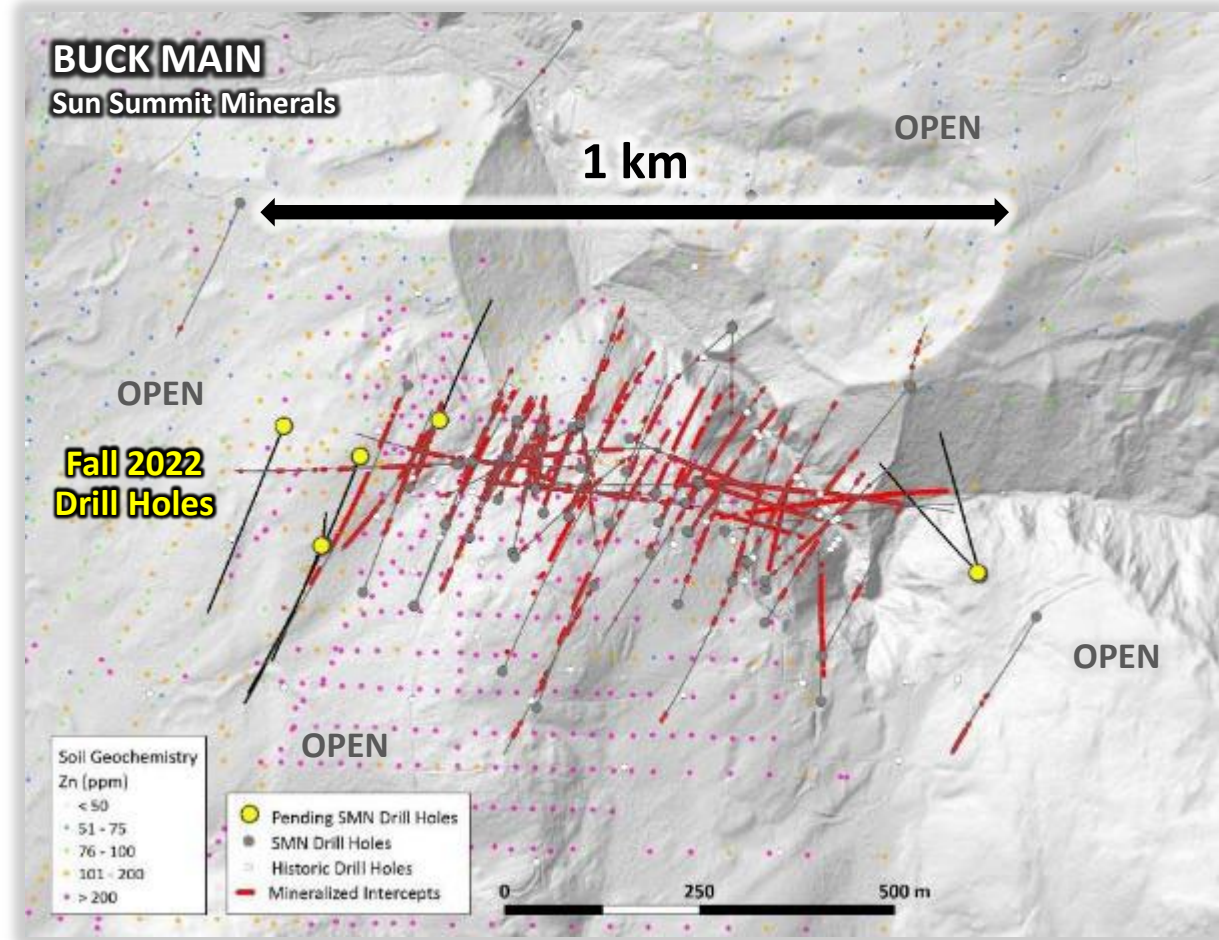 BUCK MAIN
Sun Summit Minerals
OPEN
1 km
OPEN
Fall 2022
Drill Holes
OPEN
OPEN
Soil Geochemistry
Zn (ppm)
< 50
51 - 75
76 - 100
101 - 200
> 200
Pending SMN Drill Holes
SMN Drill Holes
Historic Drill Holes
Mineralized Intercepts
0 250 500 m